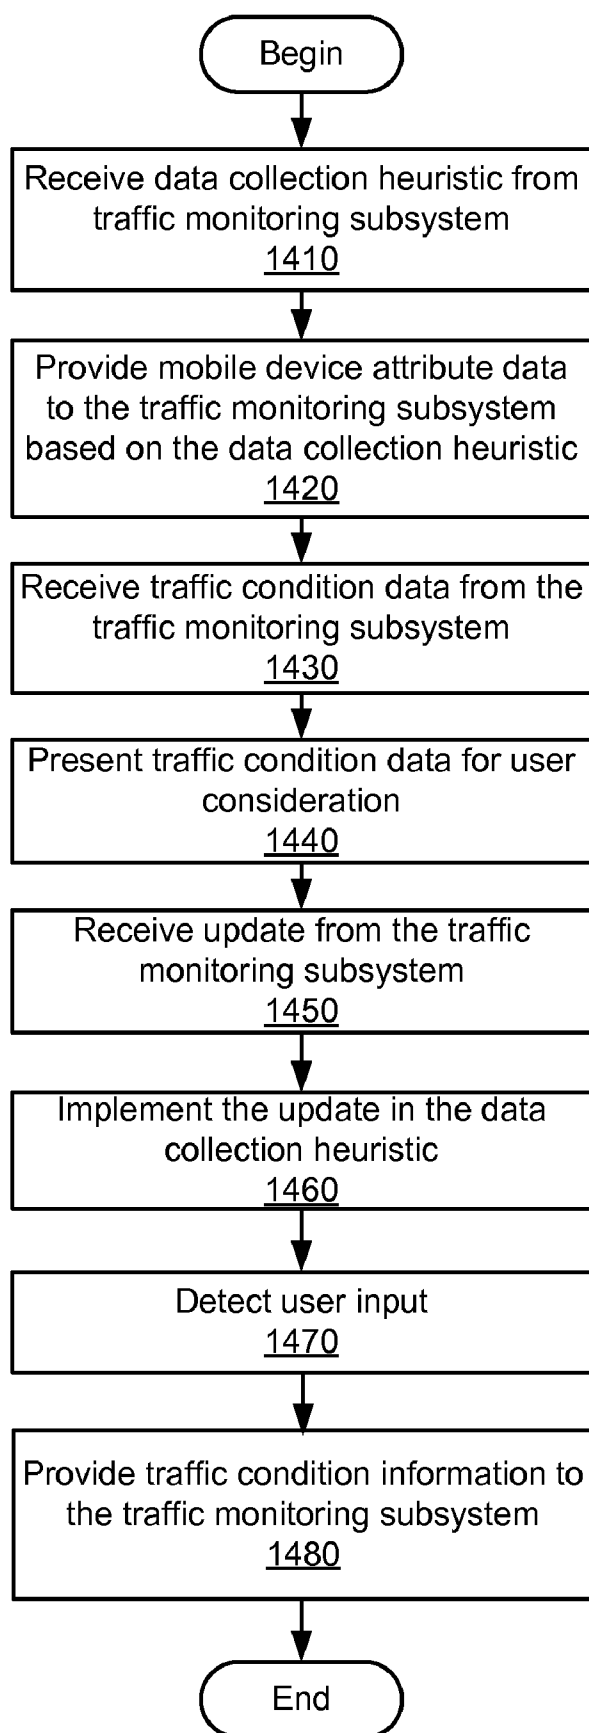 Begin
Receive data collection heuristic from
traffic monitoring subsystem
1410
Provide mobile device attribute data
to the traffic monitoring subsystem
based on the data collection heuristic
1420
Receive traffic condition data from the
traffic monitoring subsystem
1430
Present traffic condition data for user
consideration
1440
Receive update from the traffic
monitoring subsystem
1450
Implement the update in the data
collection heuristic
1460
Detect user input
1470
Provide traffic condition information to
the traffic monitoring subsystem
1480
End